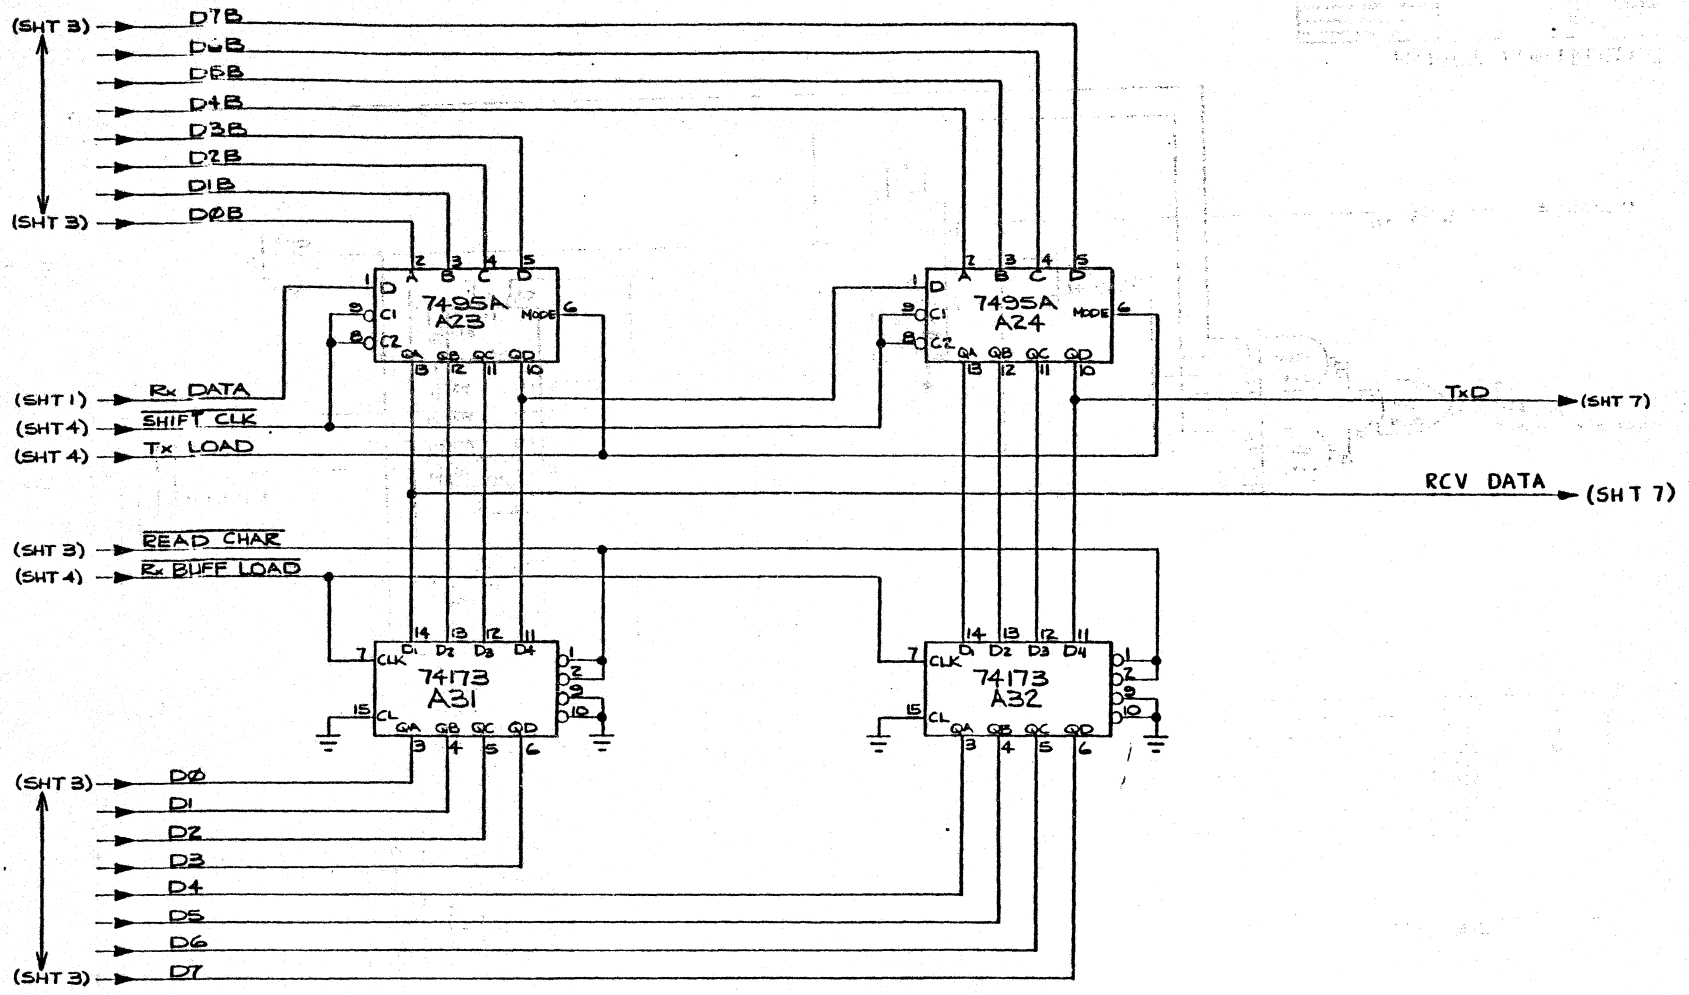 (SHT 3) D7B
D6B
D5B
D4B
D3B
D2B
D1B
(SHT 3) DØB
2 3 4 5
A B C D
1 D
7495A
A23
9 C1
8 C2
MODE 6
QA QB QC QD
13 12 11 10
2 3 4 5
A B C D
1 D
7495A
A24
9 C1
8 C2
MODE 6
QA QB QC QD
13 12 11 10
(SHT 1) Rx DATA
(SHT 4) SHIFT CLK
(SHT 4) Tx LOAD
TxD (SHT 7)
RCV DATA (SHT 7)
(SHT 3) READ CHAR
(SHT 4) Rx BUFF LOAD
14 13 12 11
D1 D2 D3 D4
7 CLK
74173
A31
15 CL
1
2
9
10
QA QB QC QD
3 4 5 6
14 13 12 11
D1 D2 D3 D4
7 CLK
74173
A32
15 CL
1
2
9
10
QA QB QC QD
3 4 5 6
(SHT 3) DØ
D1
D2
D3
D4
D5
D6
(SHT 3) D7